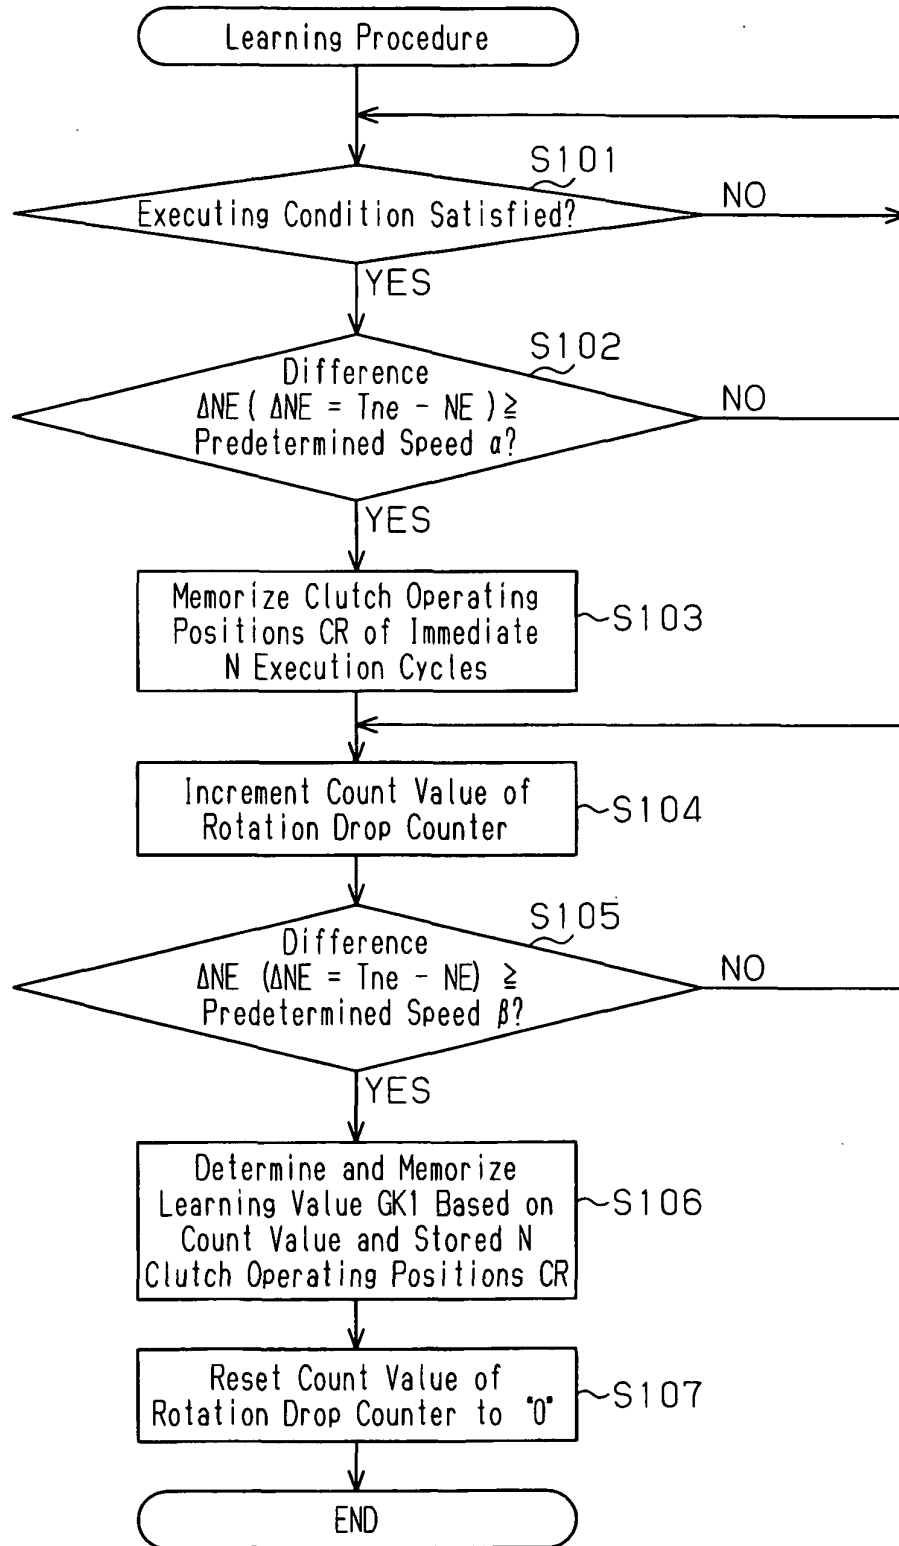 Learning Procedure
S101
Executing Condition Satisfied?
NO
YES
S102
Difference
ΔNE ( ΔNE = Tne - NE ) ≧
Predetermined Speed α?
NO
YES
Memorize Clutch Operating
Positions CR of Immediate
N Execution Cycles
S103
Increment Count Value of
Rotation Drop Counter
S104
S105
Difference
ΔNE (ΔNE = Tne - NE) ≧
Predetermined Speed β?
NO
YES
Determine and Memorize
Learning Value GK1 Based on
Count Value and Stored N
Clutch Operating Positions CR
S106
Reset Count Value of
Rotation Drop Counter to "0"
S107
END